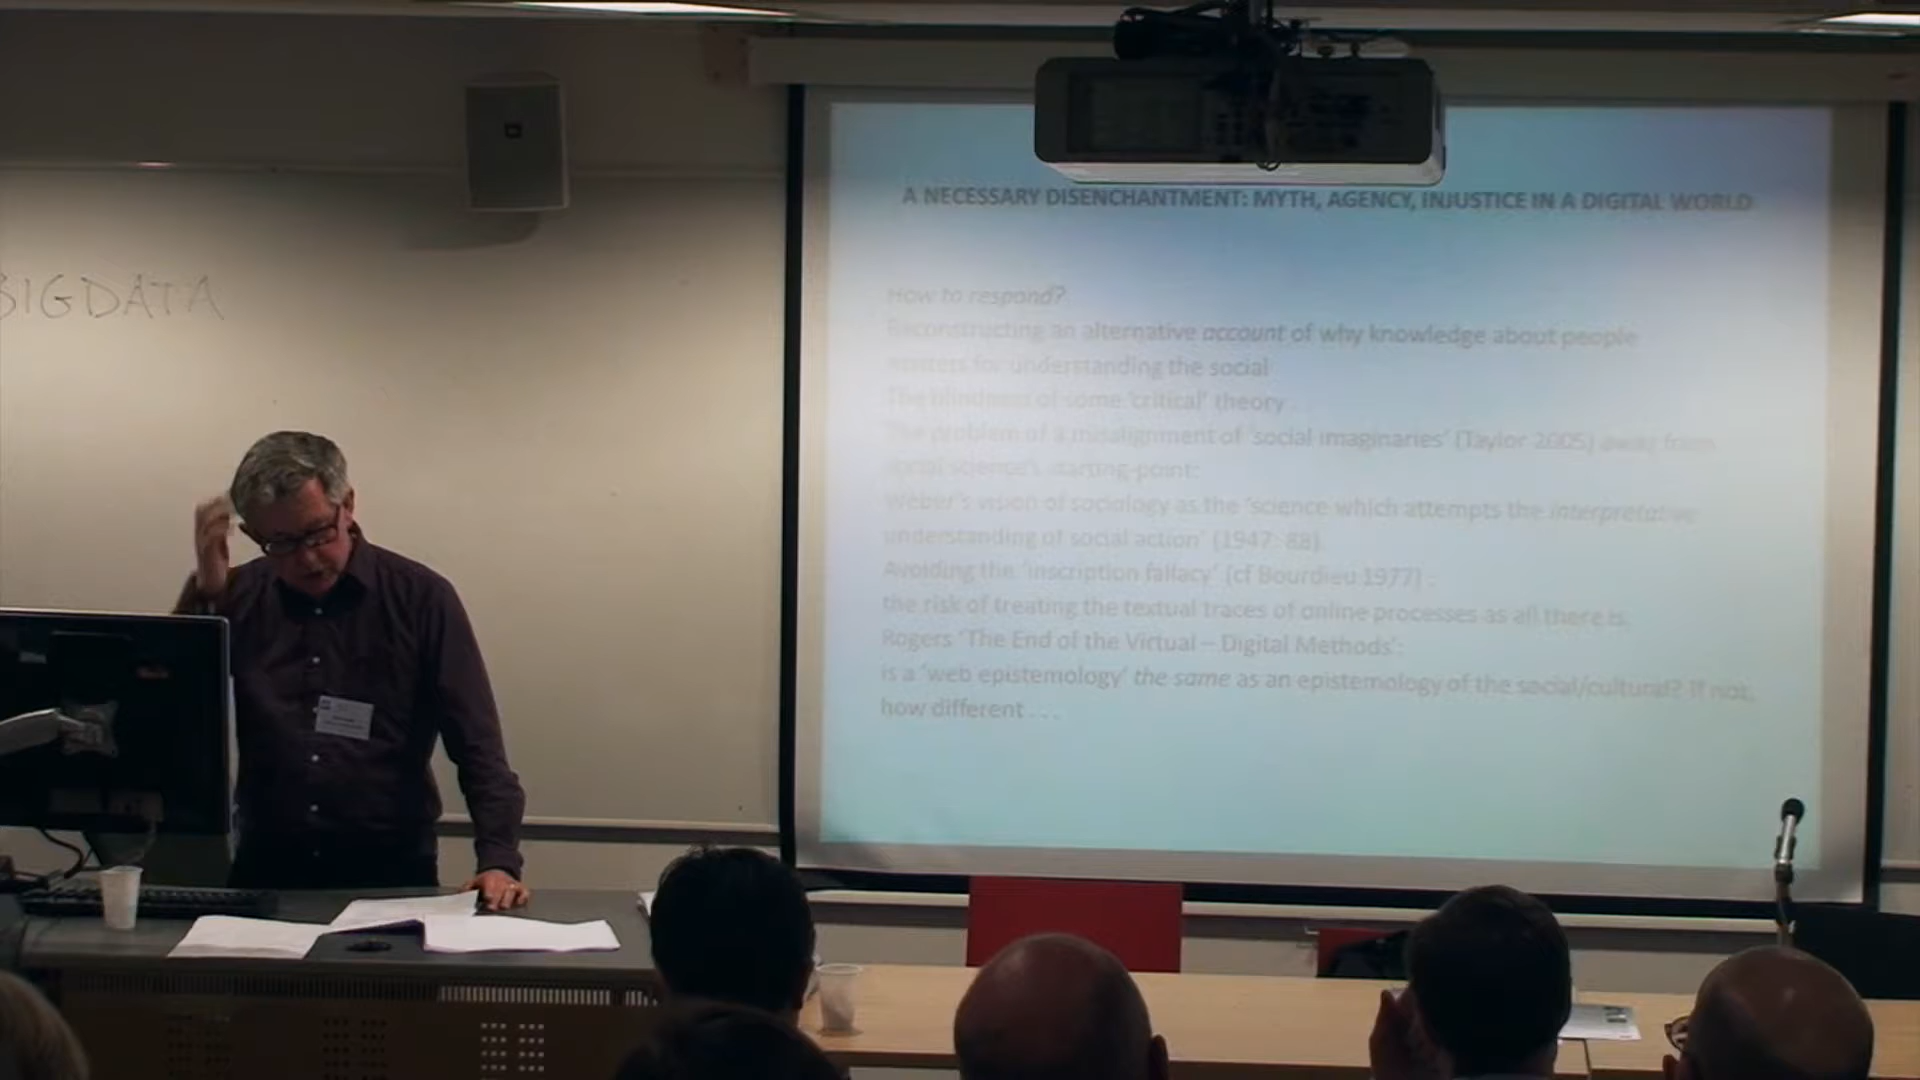 BIGDATA
A NECESSARY DISENCHANTMENT: MYTH, AGENCY, INJUSTICE IN A DIGITAL WORLD
How to respond?
Reconstructing an alternative account of why knowledge about people
matters for understanding the social
The blindness of some 'critical' theory
The problem of a misalignment of 'social imaginaries' (Taylor 2005) away from
social science's starting-point:
Weber's vision of sociology as the 'science which attempts the interpretative
understanding of social action' (1947: 88).
Avoiding the 'inscription fallacy' (cf Bourdieu 1977) :
the risk of treating the textual traces of online processes as all there is.
Rogers 'The End of the Virtual – Digital Methods':
is a 'web epistemology' the same as an epistemology of the social/cultural? If not,
how different . . .